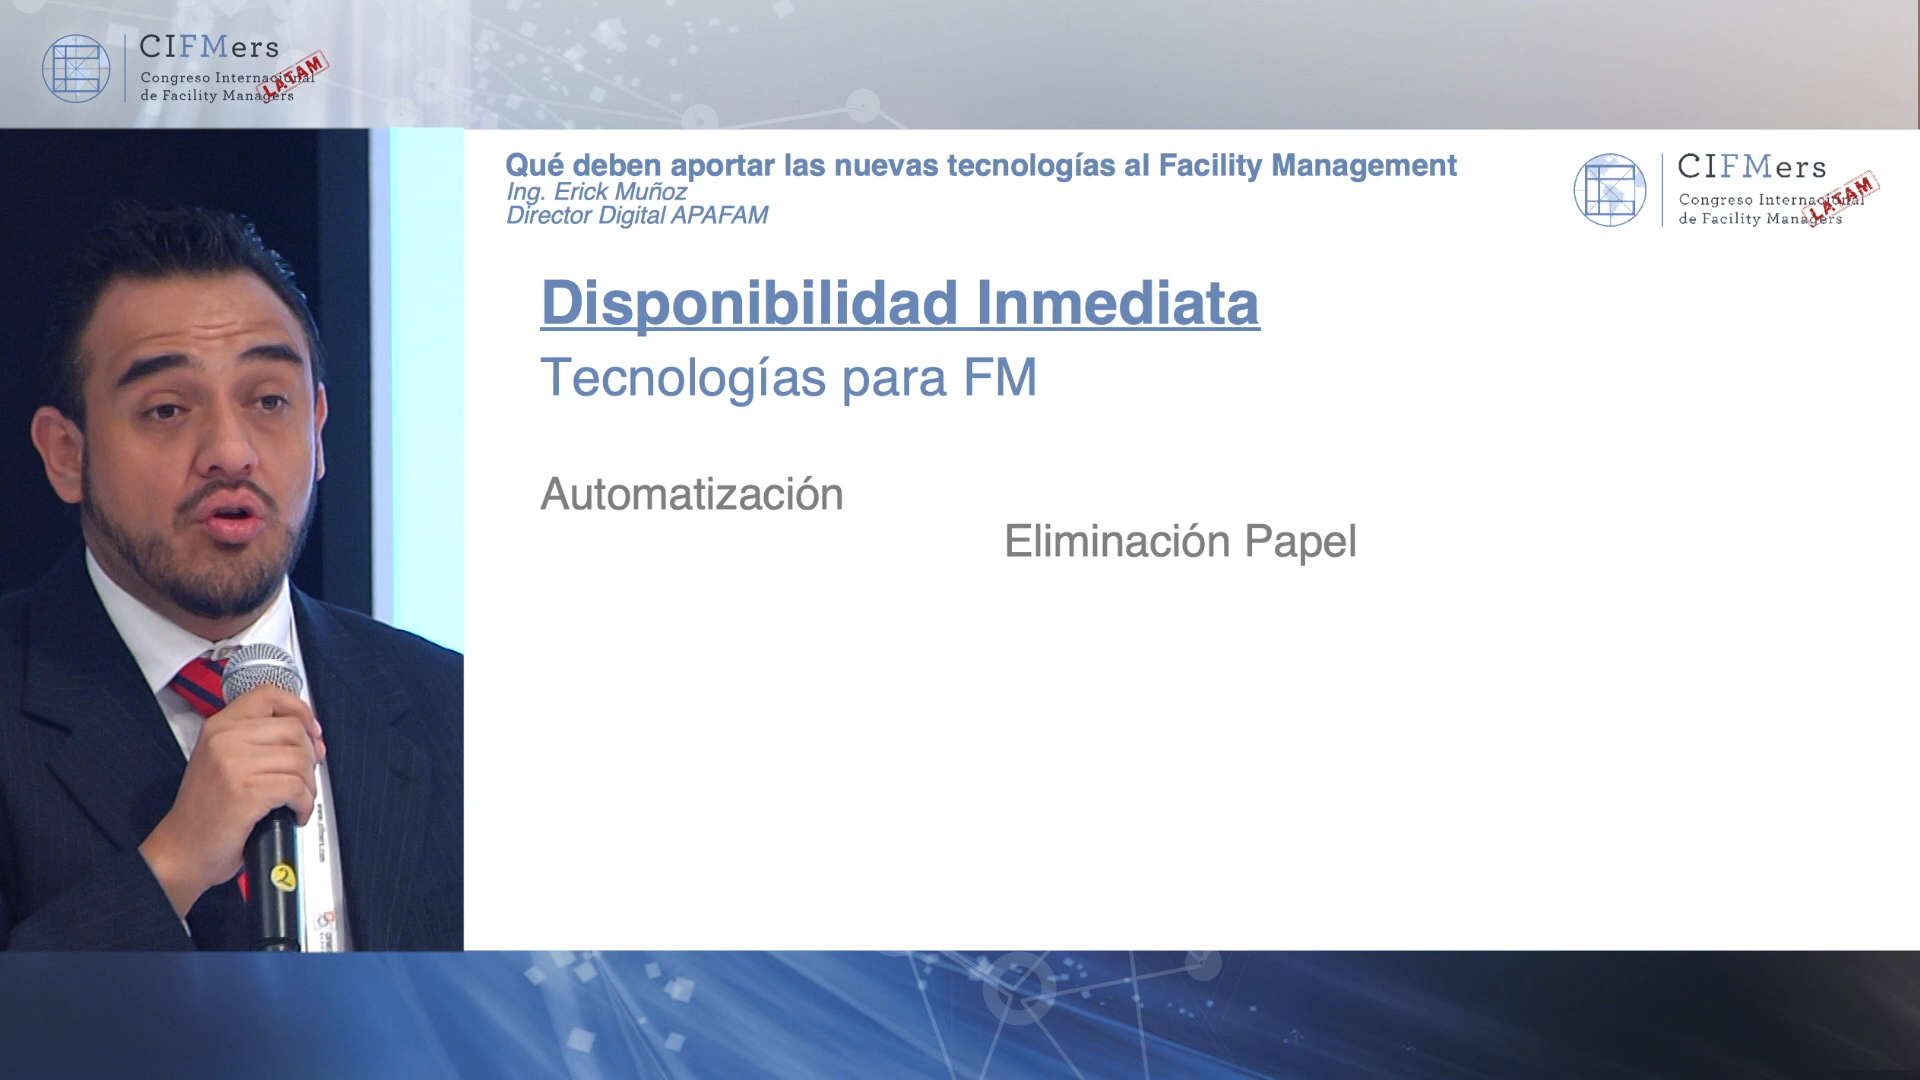 CIFMers
Congreso Internacional
de Facility Managers
LATAM
Qué deben aportar las nuevas tecnologías al Facility Management
Ing. Erick Muñoz
Director Digital APAFAM
CIFMers
Congreso Internacional
de Facility Managers
LATAM
Disponibilidad Inmediata
Tecnologías para FM
Automatización
Eliminación Papel
2